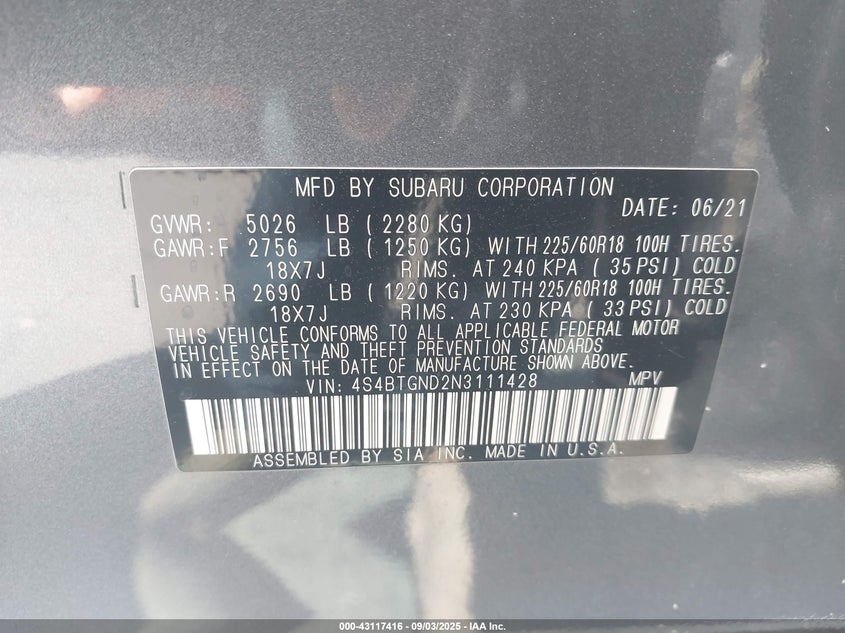 MFD BY SUBARU CORPORATION
DATE: 06/21
GVWR: 5026 LB ( 2280 KG)
GAWR:F 2756 LB ( 1250 KG) WITH 225/60R18 100H TIRES.
18X7J RIMS. AT 240 KPA ( 35 PSI) COLD
GAWR:R 2690 LB ( 1220 KG) WITH 225/60R18 100H TIRES.
18X7J RIMS. AT 230 KPA ( 33 PSI) COLD
THIS VEHICLE CONFORMS TO ALL APPLICABLE FEDERAL MOTOR
VEHICLE SAFETY AND THEFT PREVENTION STANDARDS
IN EFFECT ON THE DATE OF MANUFACTURE SHOWN ABOVE.
VIN: 4S4BTGND2N3111428 MPV
ASSEMBLED BY SIA INC. MADE IN U.S.A.
000-43117416 - 09/03/2025 - IAA Inc.